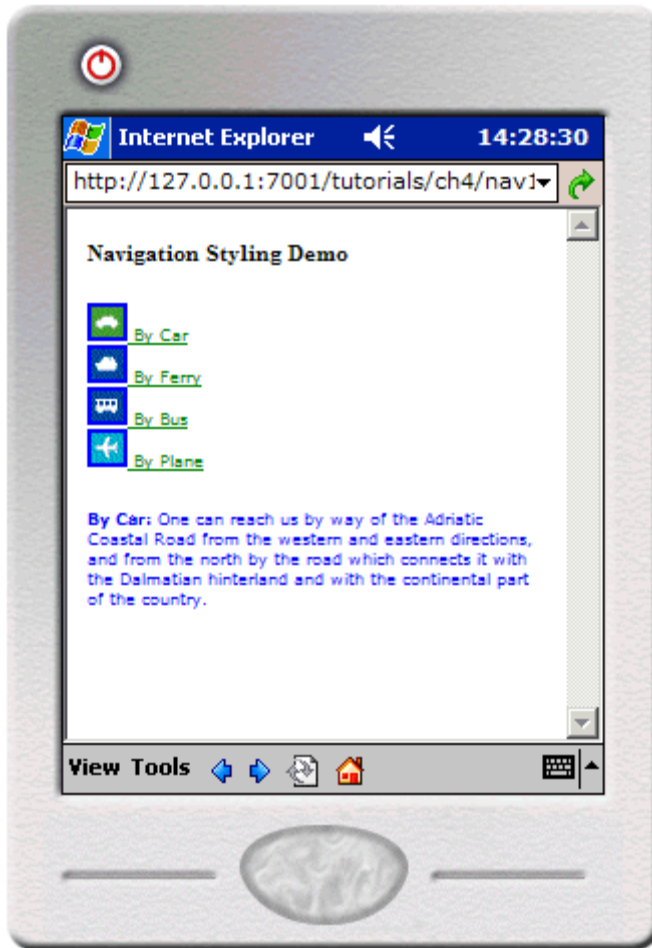 Internet Explorer 14:28:30
http://127.0.0.1:7001/tutorials/ch4/nav1
Navigation Styling Demo
By Car
By Ferry
By Bus
By Plane
By Car: One can reach us by way of the Adriatic
Coastal Road from the western and eastern directions,
and from the north by the road which connects it with
the Dalmatian hinterland and with the continental part
of the country.
View Tools